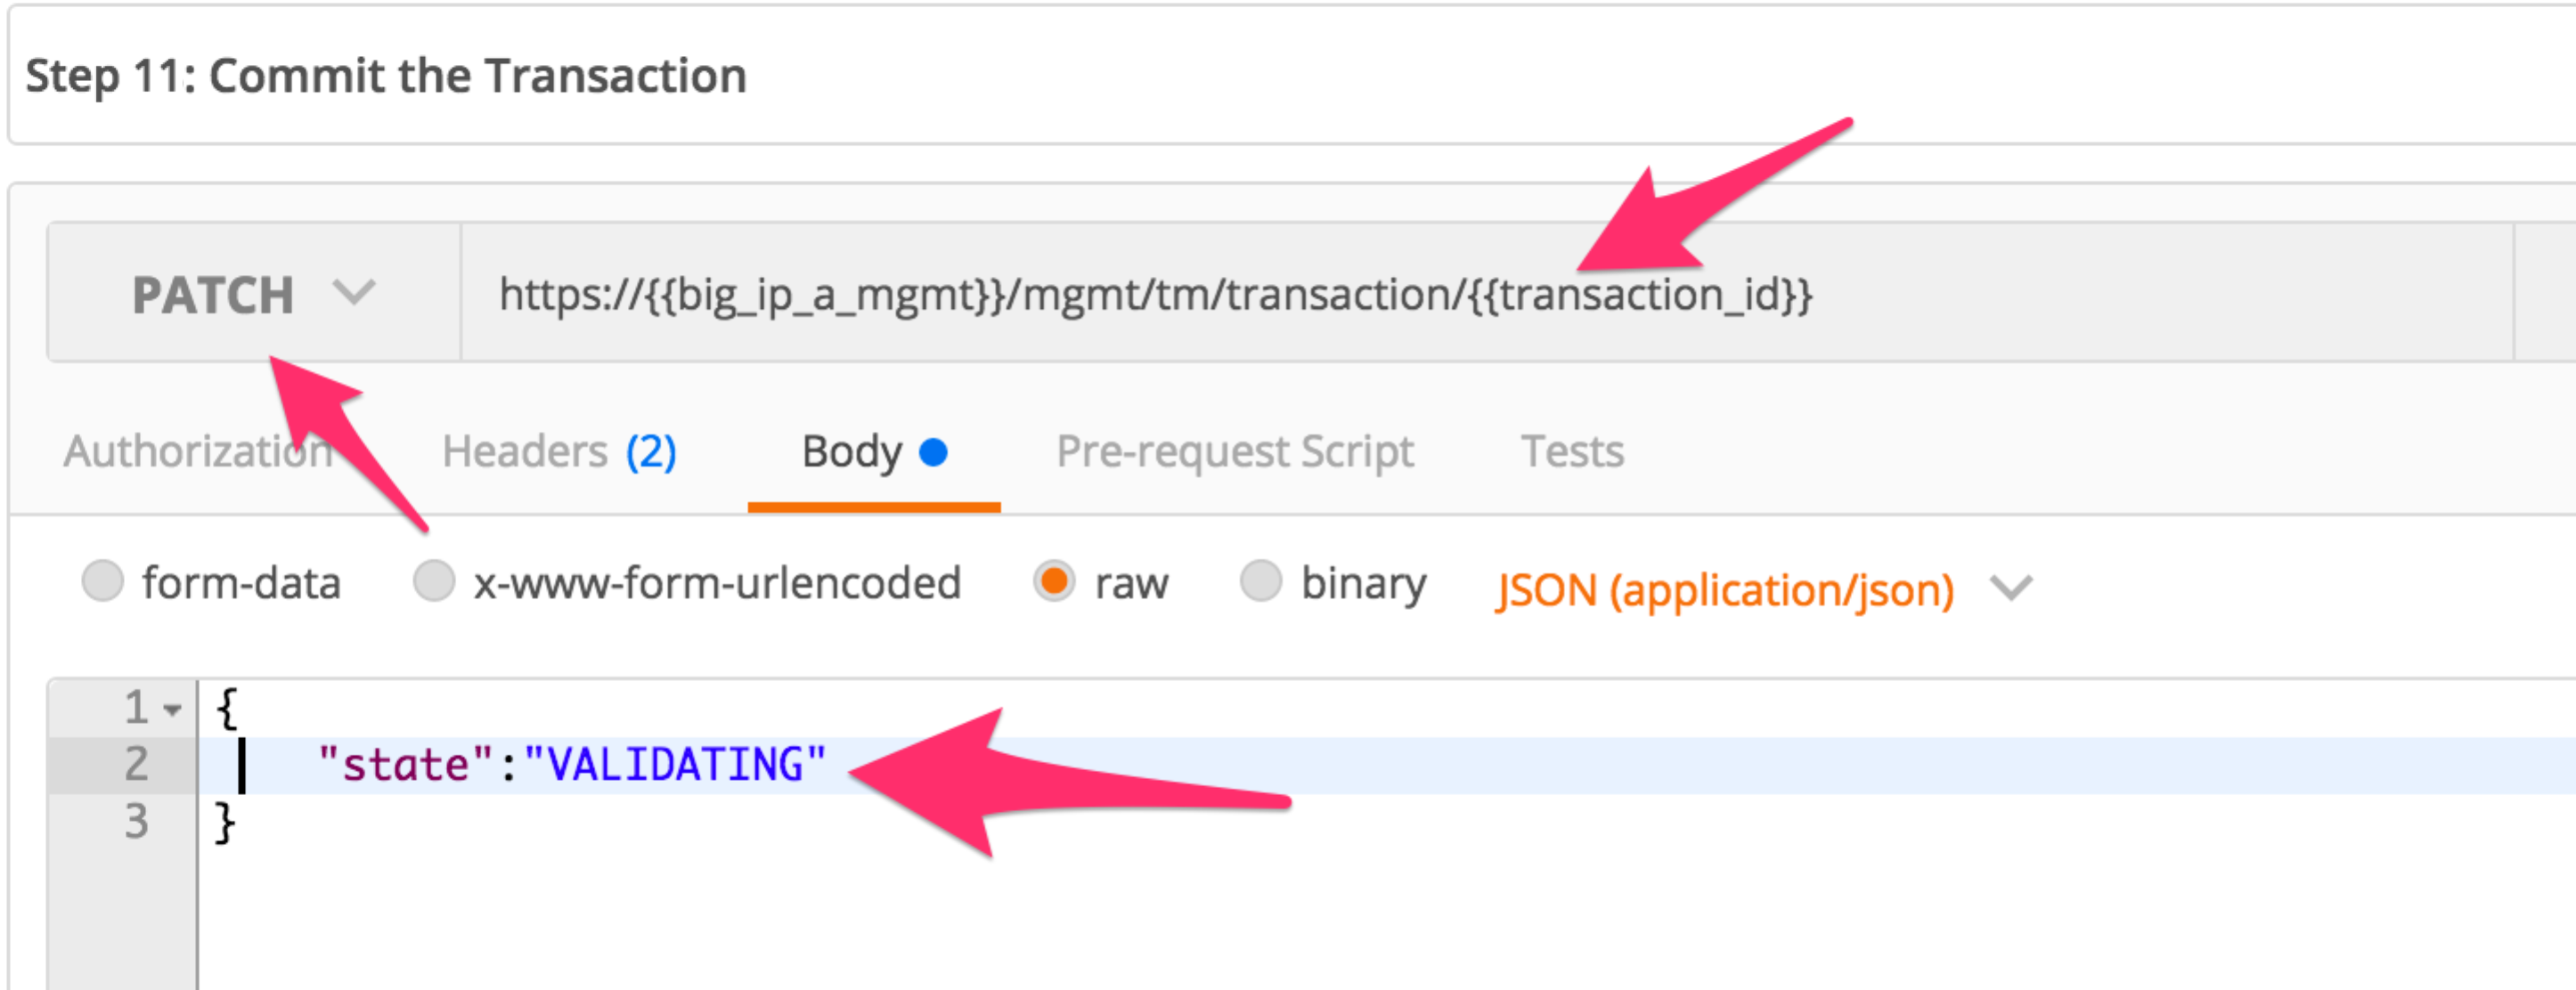 Step 11: Commit the Transaction
PATCH https://{{big_ip_a_mgmt}}/mgmt/tm/transaction/{{transaction_id}}
Authorization Headers (2) Body Pre-request Script Tests
form-data x-www-form-urlencoded raw binary JSON (application/json)
1 {
2 "state":"VALIDATING"
3 }